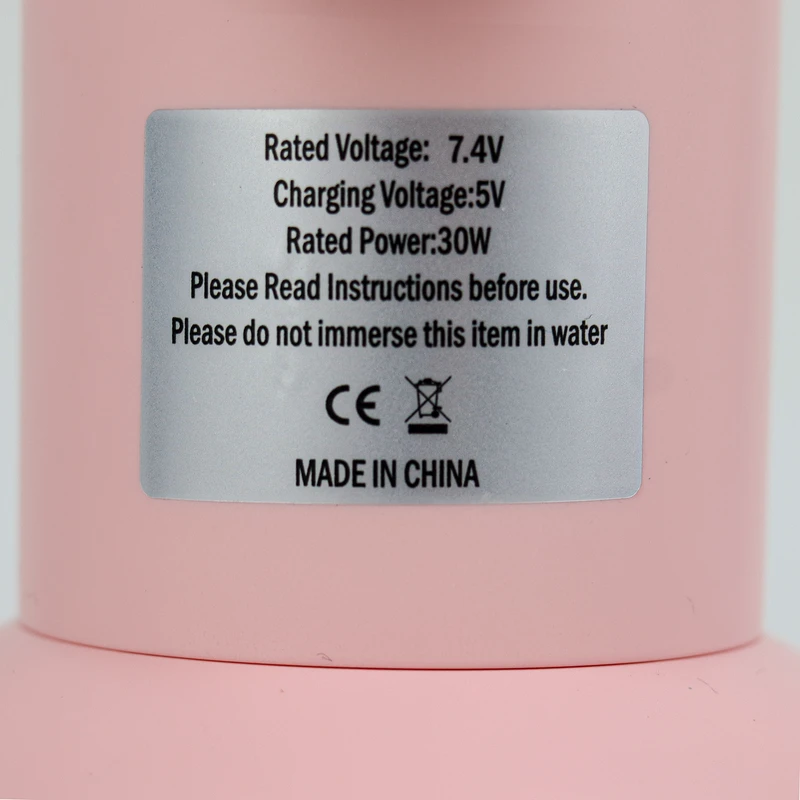 Rated Voltage: 7.4V
Charging Voltage:5V
Rated Power:30W
Please Read Instructions before use.
Please do not immerse this item in water
CE
MADE IN CHINA